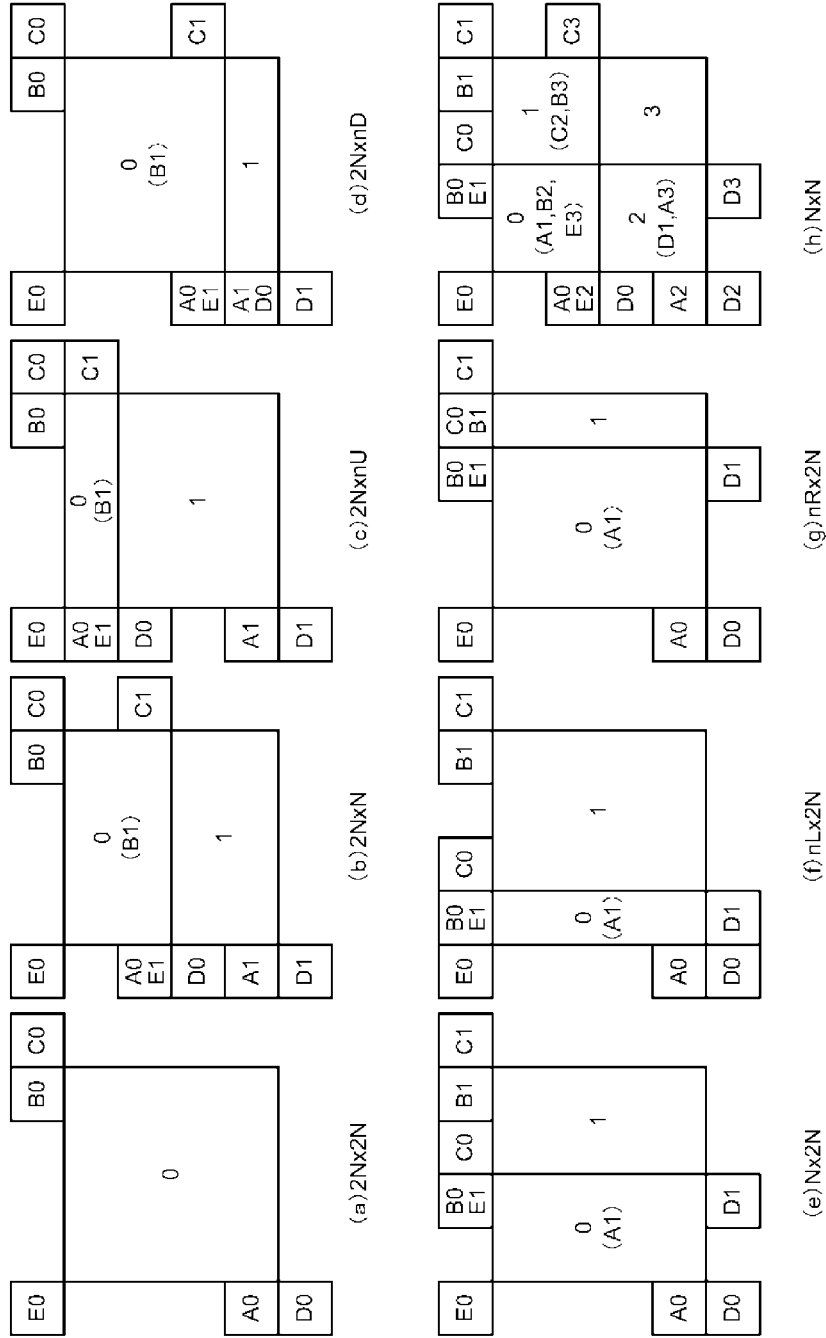 E0
B0
C0
0
A0
D0
(a)2Nx2N
E0
B0
C0
0
(B1)
A0
E1
C1
D0
1
A1
D1
(b)2NxN
E0
B0
C0
A0
E1
0
(B1)
C1
D0
1
A1
D1
(c)2NxnU
E0
B0
C0
0
(B1)
A0
E1
C1
A1
D0
1
D1
(d)2NxnD
E0
B0
E1
C0
B1
C1
0
(A1)
1
A0
D0
D1
(e)Nx2N
E0
B0
E1
C0
B1
C1
0
(A1)
1
A0
D0
D1
(f)nLx2N
E0
B0
E1
C0
B1
C1
0
(A1)
1
A0
D0
D1
(g)nRx2N
E0
B0
E1
C0
B1
C1
0
(A1,B2,
E3)
1
(C2,B3)
A0
E2
C3
D0
2
(D1,A3)
3
A2
D2
D3
(h)NxN